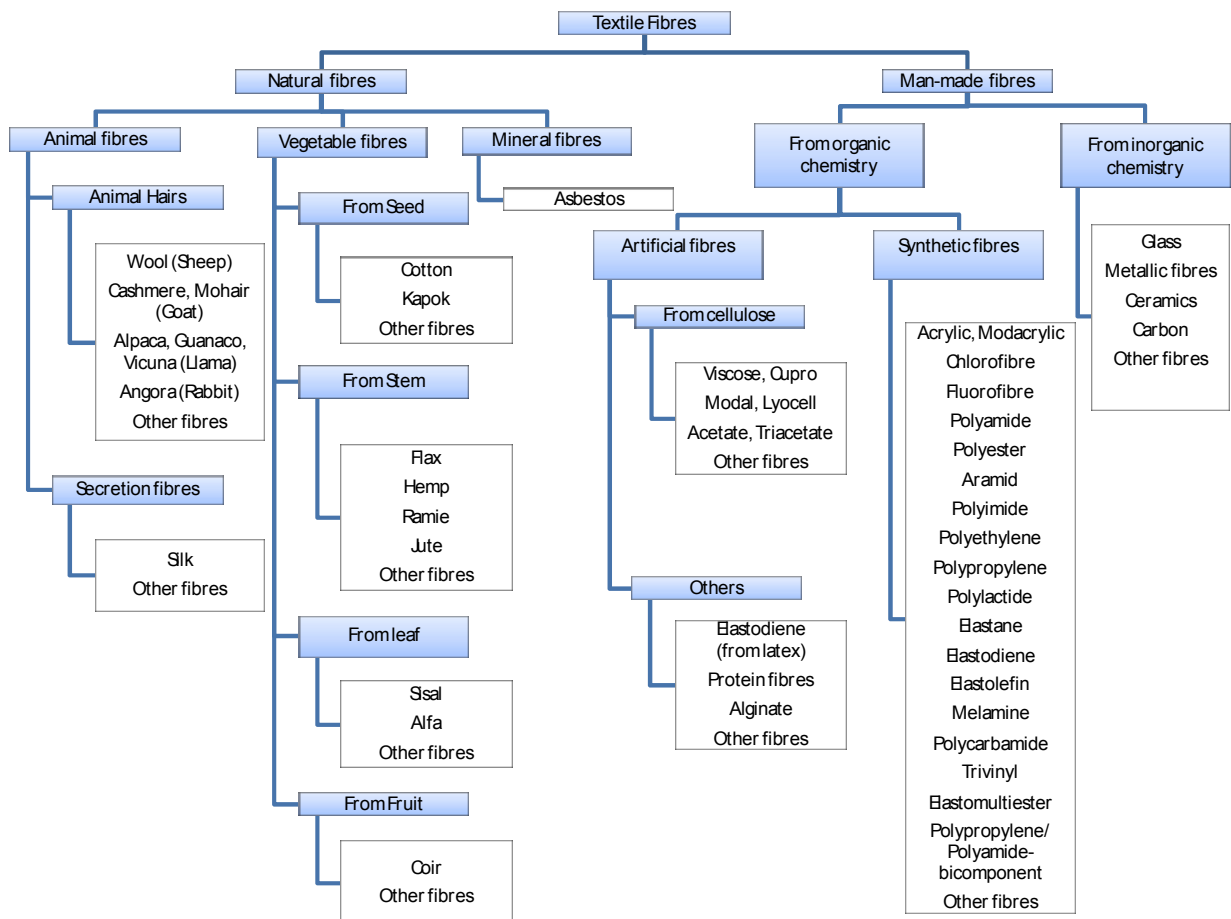 Textile Fibres
Natural fibres
Man-made fibres
Animal fibres
Vegetable fibres
Mineral fibres
From organic
chemistry
From inorganic
chemistry
Animal Hairs
Wool (Sheep)
Cashmere, Mohair
(Goat)
Alpaca, Guanaco,
Vicuna (Llama)
Angora (Rabbit)
Other fibres
Secretion fibres
Silk
Other fibres
From Seed
Cotton
Kapok
Other fibres
From Stem
Flax
Hemp
Ramie
Jute
Other fibres
From leaf
Sisal
Alfa
Other fibres
From Fruit
Coir
Other fibres
Asbestos
Artificial fibres
From cellulose
Viscose, Cupro
Modal, Lyocell
Acetate, Triacetate
Other fibres
Others
Elastodiene
(from latex)
Protein fibres
Alginate
Other fibres
Synthetic fibres
Acrylic, Modacrylic
Chlorofibre
Fluorofibre
Polyamide
Polyester
Aramid
Polyimide
Polyethylene
Polypropylene
Polylactide
Elastane
Elastodiene
Elastolefin
Melamine
Polycarbamide
Trivinyl
Elastomultiester
Polypropylene/
Polyamide-
bicomponent
Other fibres
Glass
Metallic fibres
Ceramics
Carbon
Other fibres